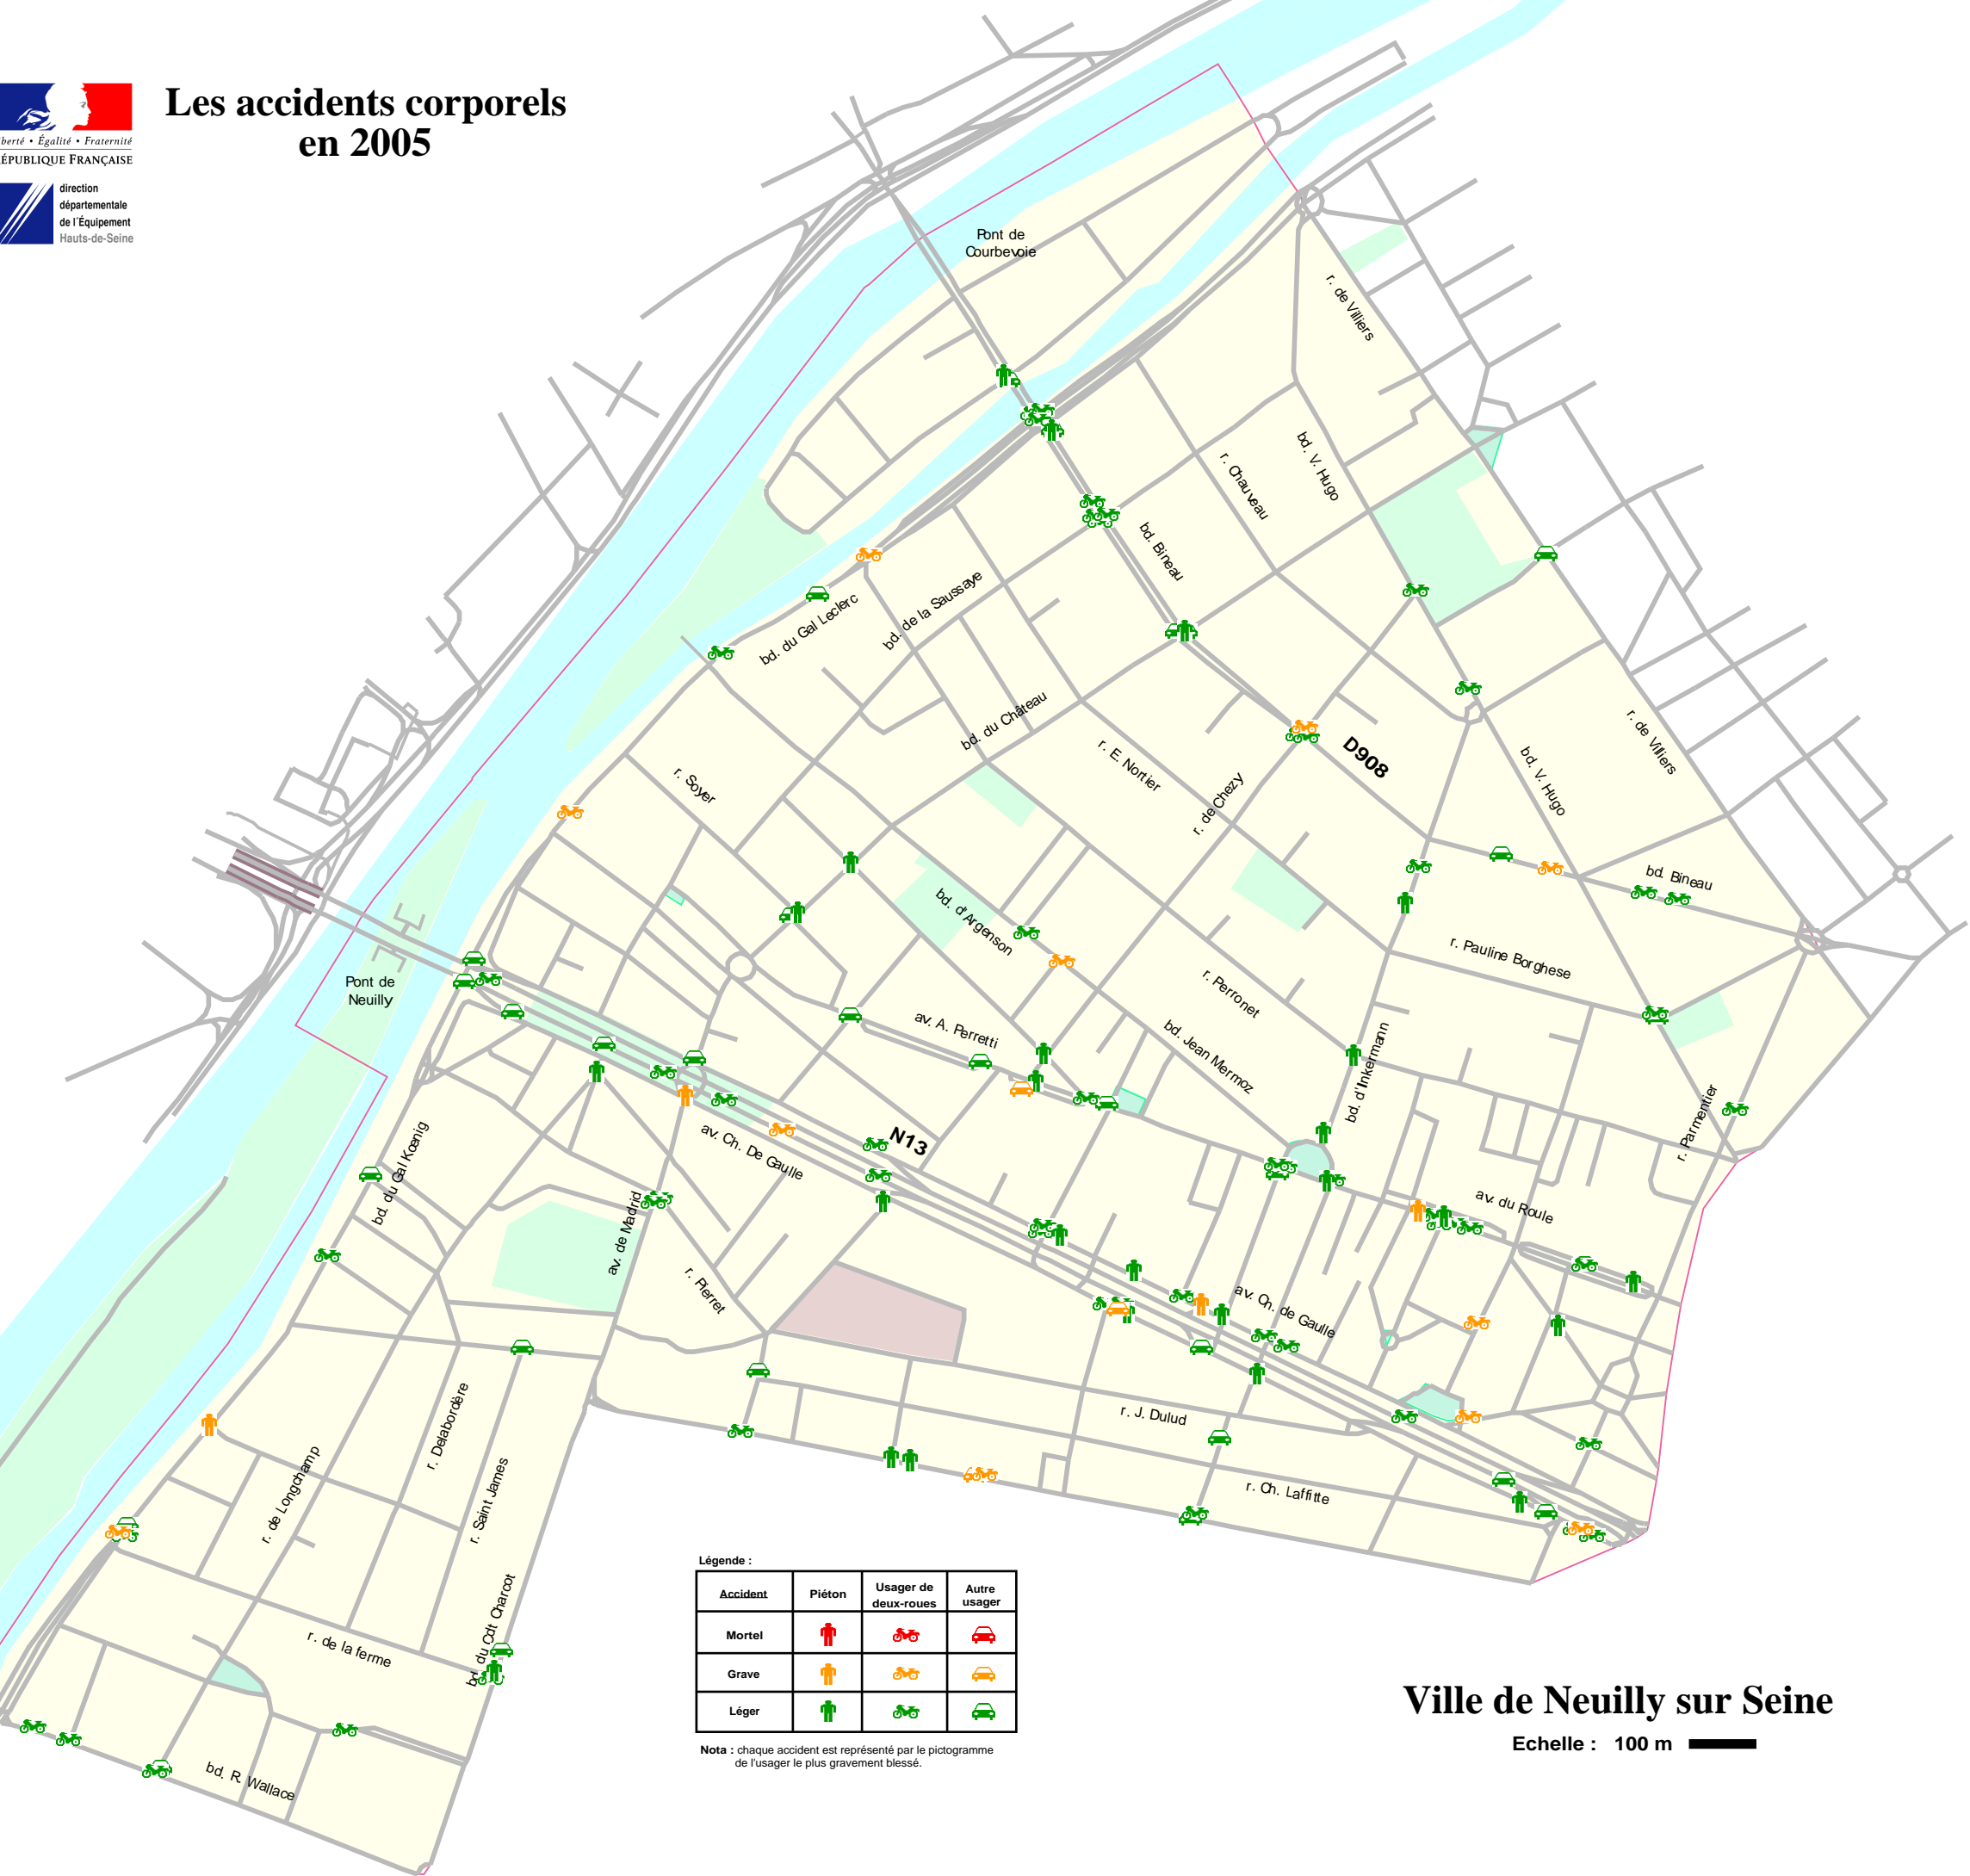 Les accidents corporels
en 2005
berté • Égalité • Fraternité
ÉPUBLIQUE FRANÇAISE
direction
départementale
de l'Équipement
Hauts-de-Seine
Pont de
Courbevoie
r. de Villiers
bd. V. Hugo
r. Chauveau
bd. Bineau
bd. du Gal Leclerc
bd. de la Saussaye
bd. du Château
r. E. Nortier
r. de Chezy
D908
r. de Villiers
bd. V. Hugo
r. Soyer
bd. Bineau
bd. d'Argenson
r. Pauline Borghese
r. Perronet
Pont de
Neuilly
av. A. Perretti
bd. Jean Mermoz
bd. d'Inkermann
r. Parmentier
N13
av. Ch. De Gaulle
bd. du Gal Kœnig
av. de Madrid
av. du Roule
r. Pierret
av. Ch. de Gaulle
r. J. Dulud
r. Ch. Laffitte
r. Delabordère
r. de Longchamp
r. Saint James
bd. du Cdt Charcot
r. de la ferme
bd. R. Wallace
Légende :
Accident Piéton Usager de deux-roues Autre usager
Mortel
Grave
Léger
Nota : chaque accident est représenté par le pictogramme
de l'usager le plus gravement blessé.
Ville de Neuilly sur Seine
Echelle : 100 m